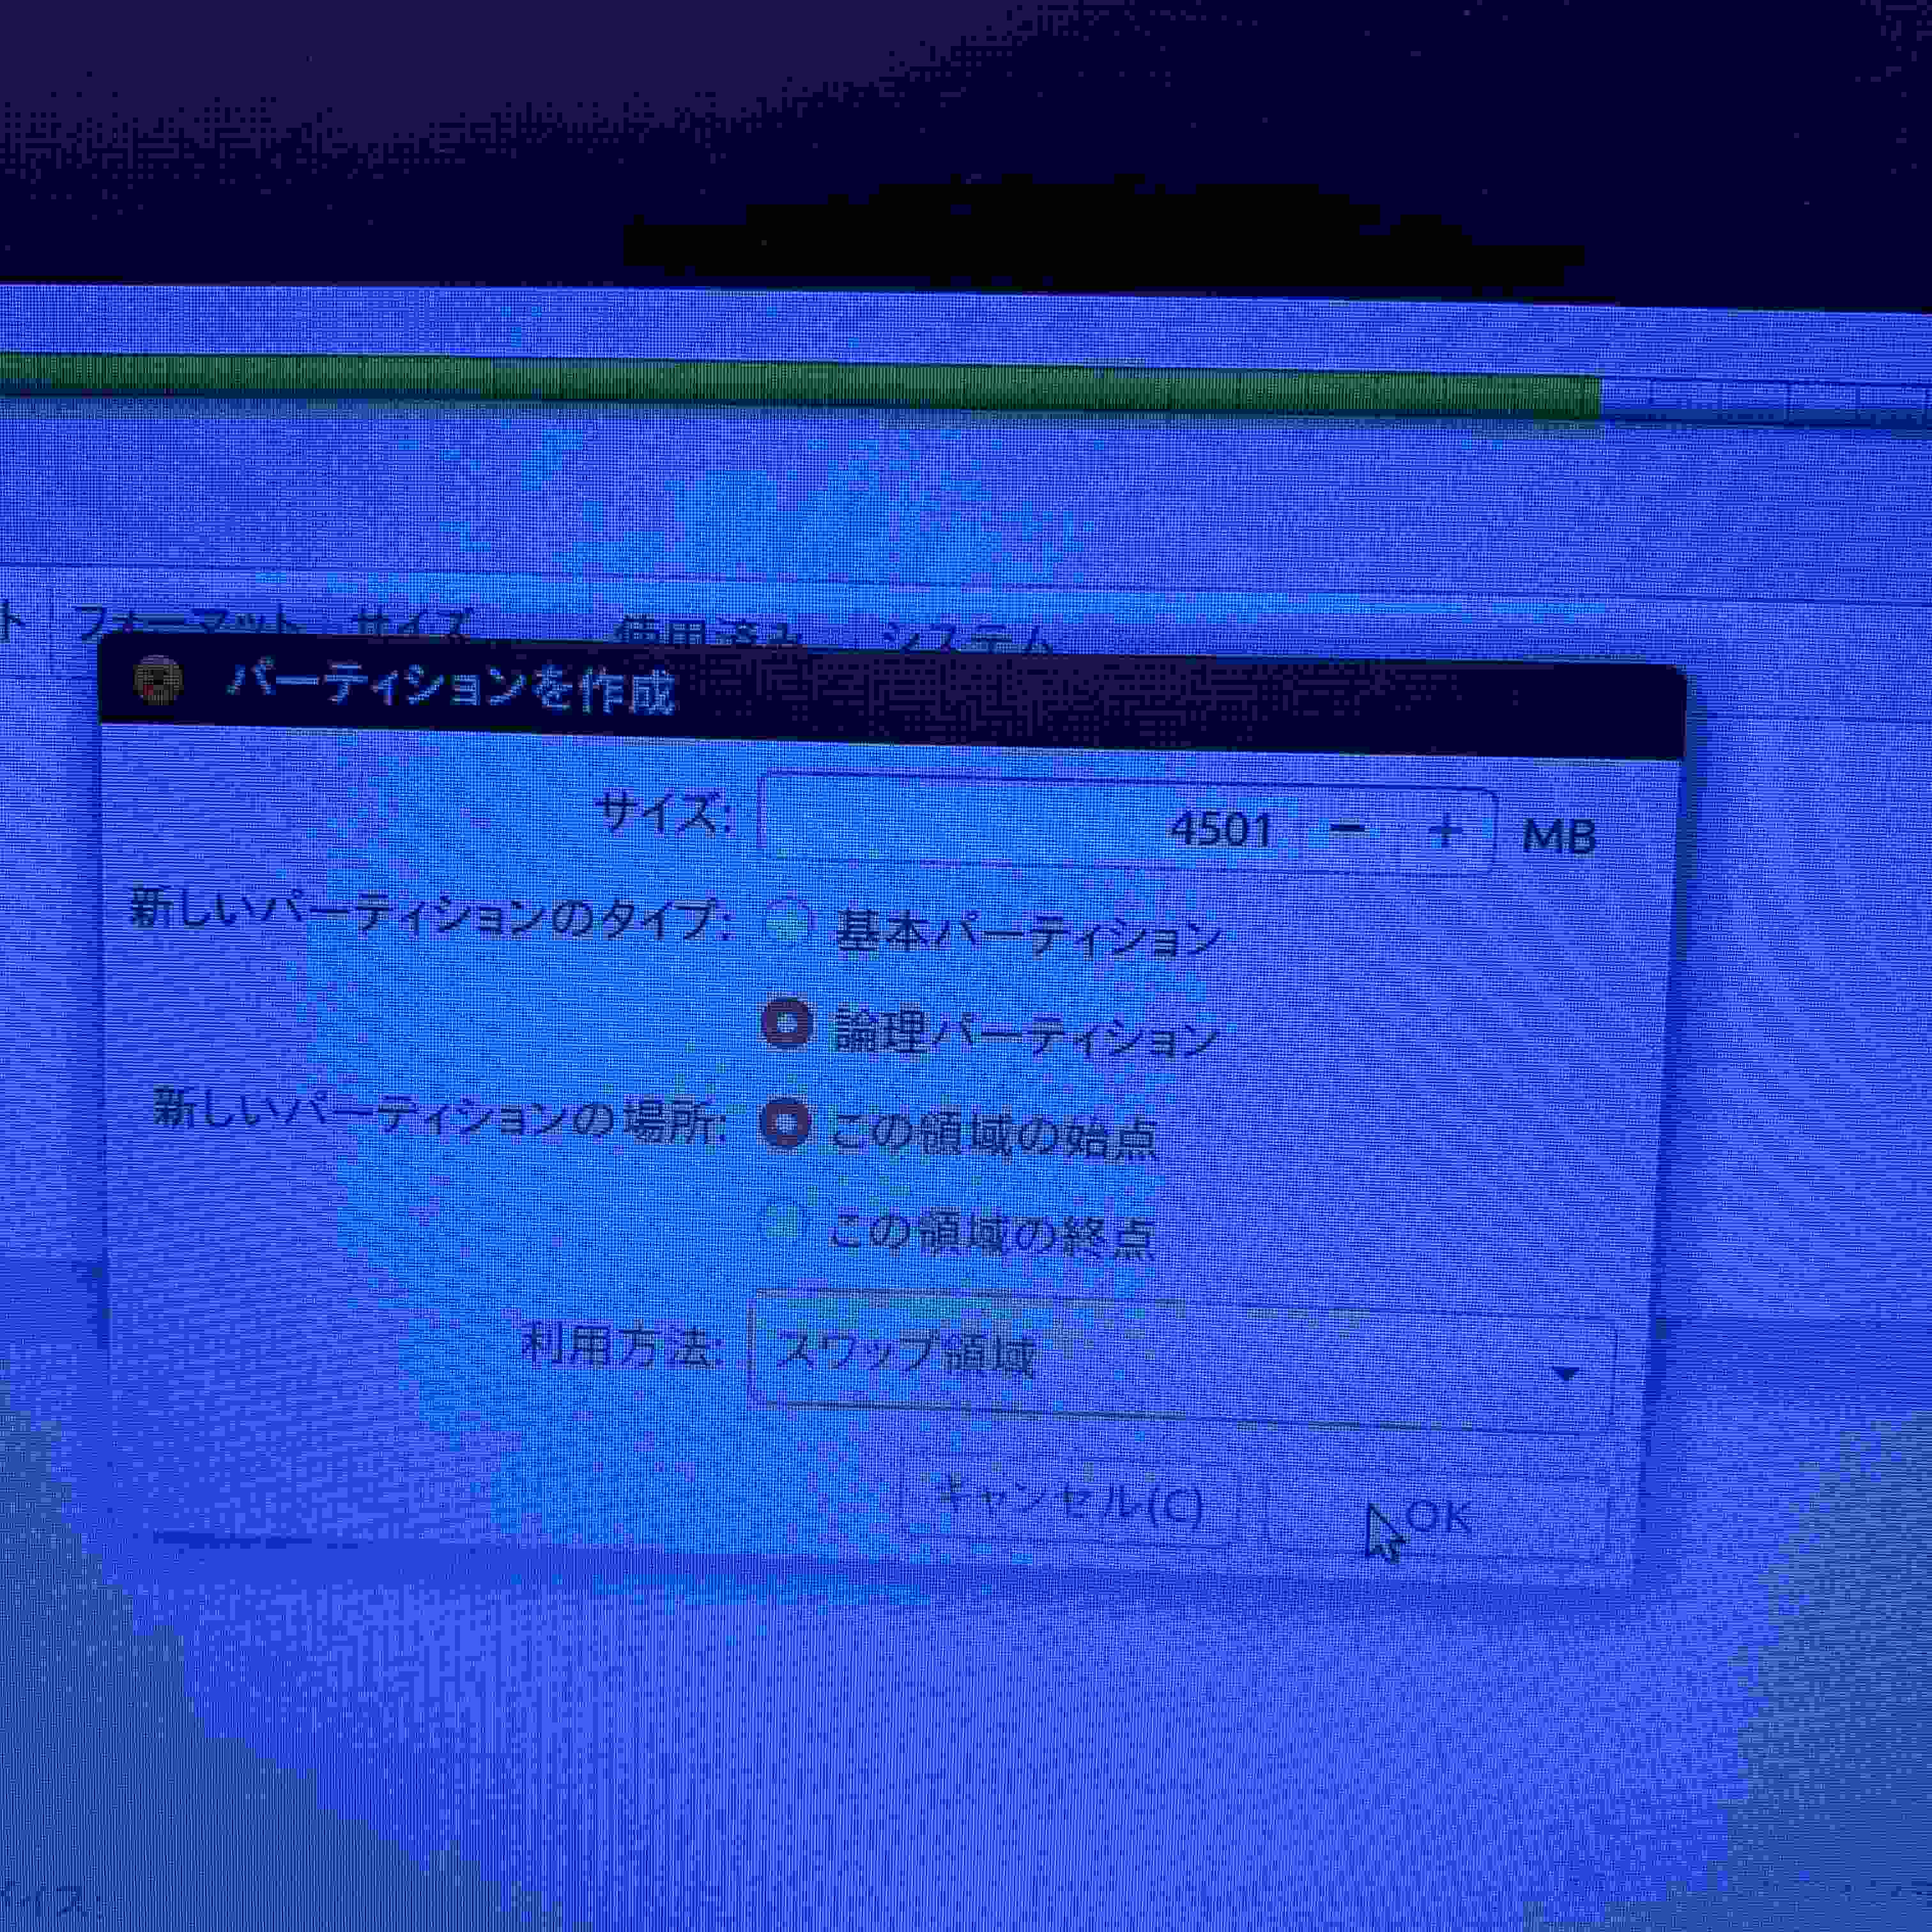 ト フォーマット サイズ 使用済み システム
パーティションを作成
サイズ: 4501 − + MB
新しいパーティションのタイプ: 基本パーティション
論理パーティション
新しいパーティションの場所: この領域の始点
この領域の終点
利用方法: スワップ領域
キャンセル(C) OK
イス: